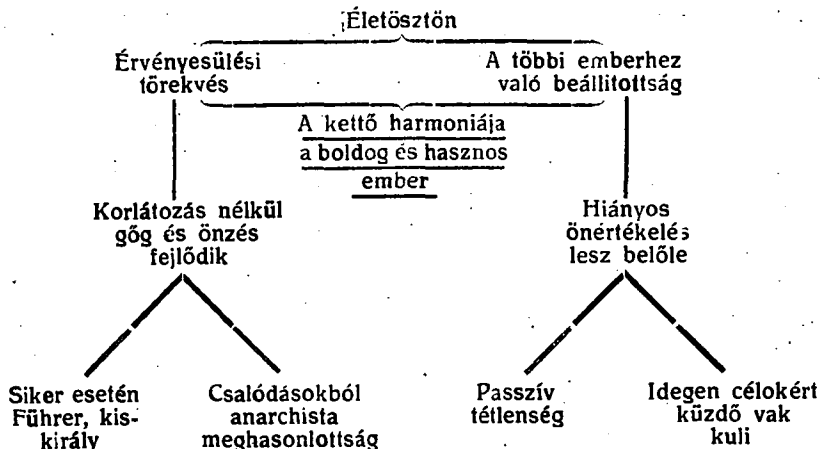 Életösztön
Érvényesülési
törekvés
A többi emberhez
való beállitottság
A kettő harmoniája
a boldog és hasznos
ember
Korlátozás nélkül
gőg és önzés
fejlődik
Hiányos
önértékelés
lesz belőle
Siker esetén
Führer, kis-
király
Csalódásokból
anarchista
meghasonlottság
Passzív
tétlenség
Idegen célokért
küzdő vak
kuli